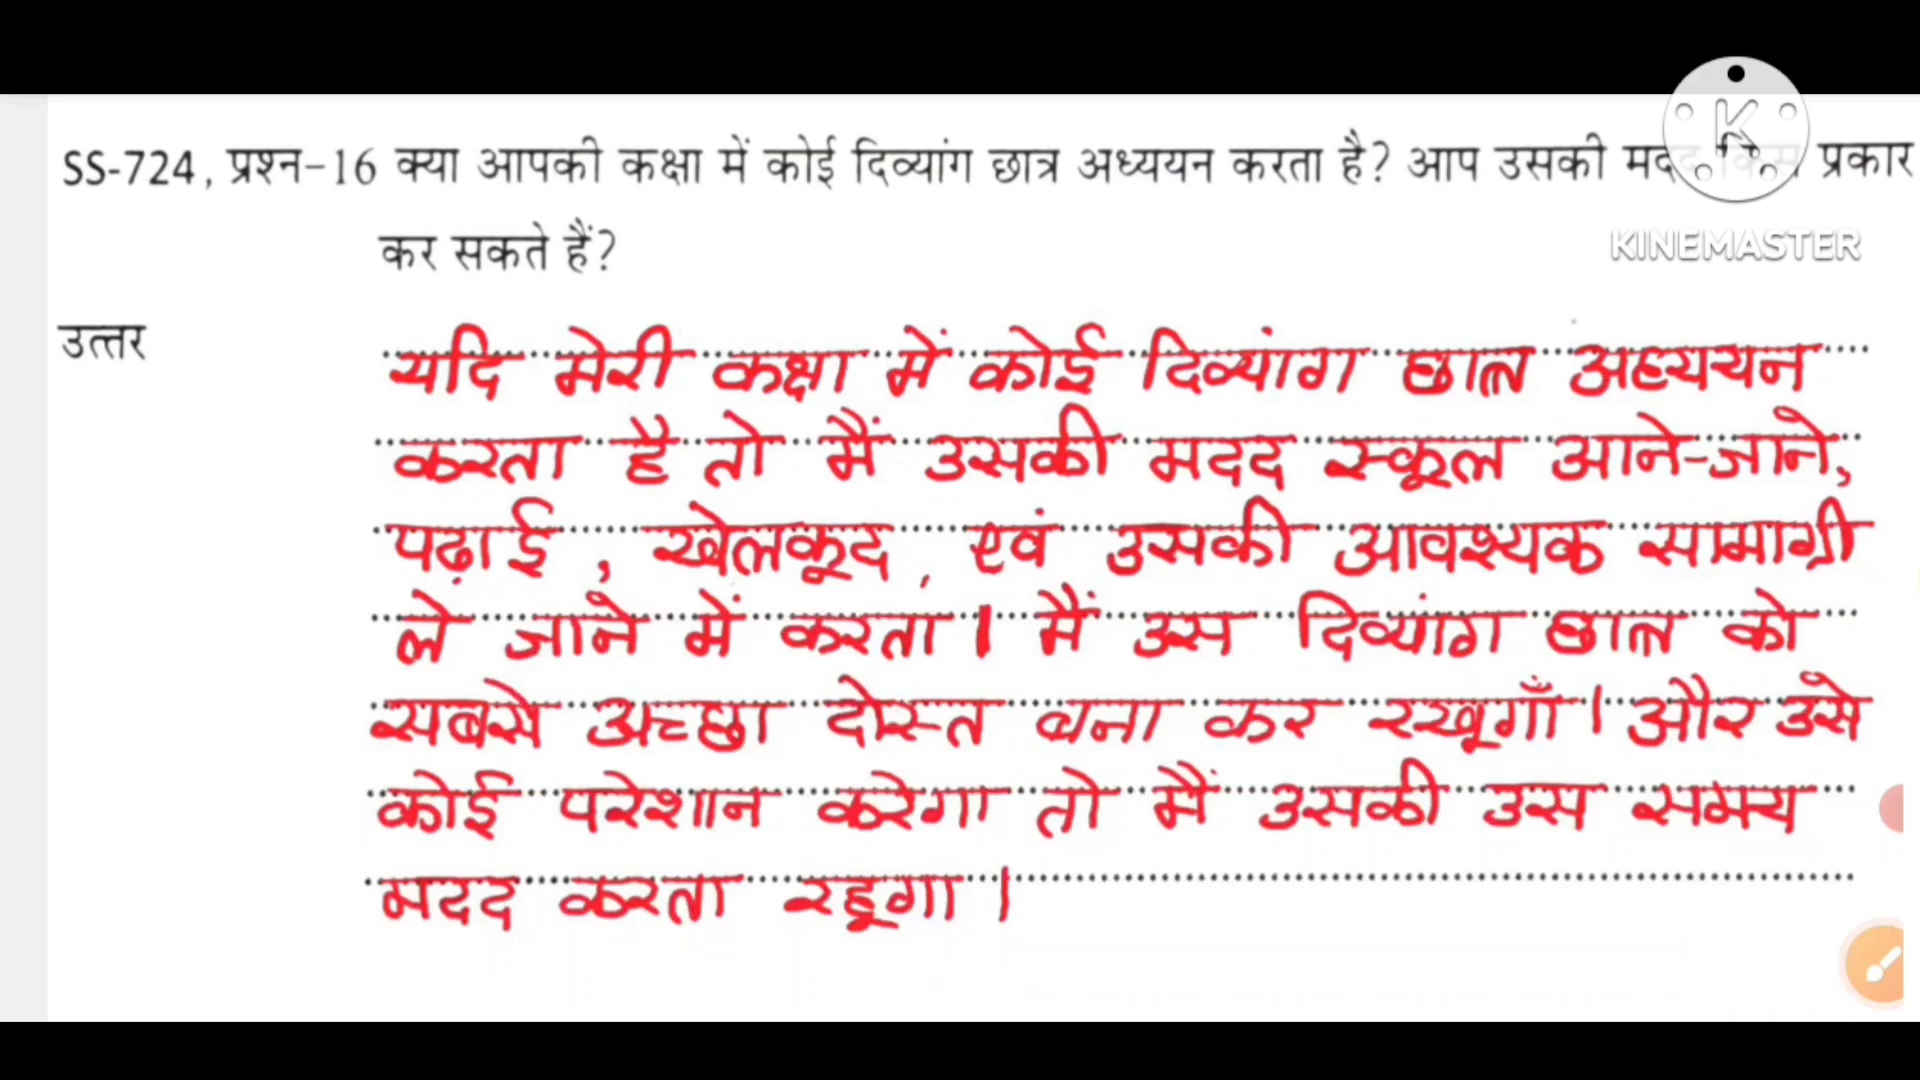 SS-724, प्रश्न-16 क्या आपकी कक्षा में कोई दिव्यांग छात्र अध्ययन करता है? आप उसकी मदद किस प्रकार
कर सकते हैं?
K
KINEMASTER
उत्तर
यदि मेरी कक्षा में कोई दिव्यांग छात्र अध्ययन
करता है तो मैं उसकी मदद स्कूल आने-जाने,
पढ़ाई, खेलकूद, एवं उसकी आवश्यक सामाग्री
ले जाने में करता। मैं उस दिव्यांग छात्र को
सबसे अच्छा दोस्त बना कर रखूगाँ। और उसे
कोई परेशान करेगा तो मैं उसकी उस समय
मदद करता रहूगा।